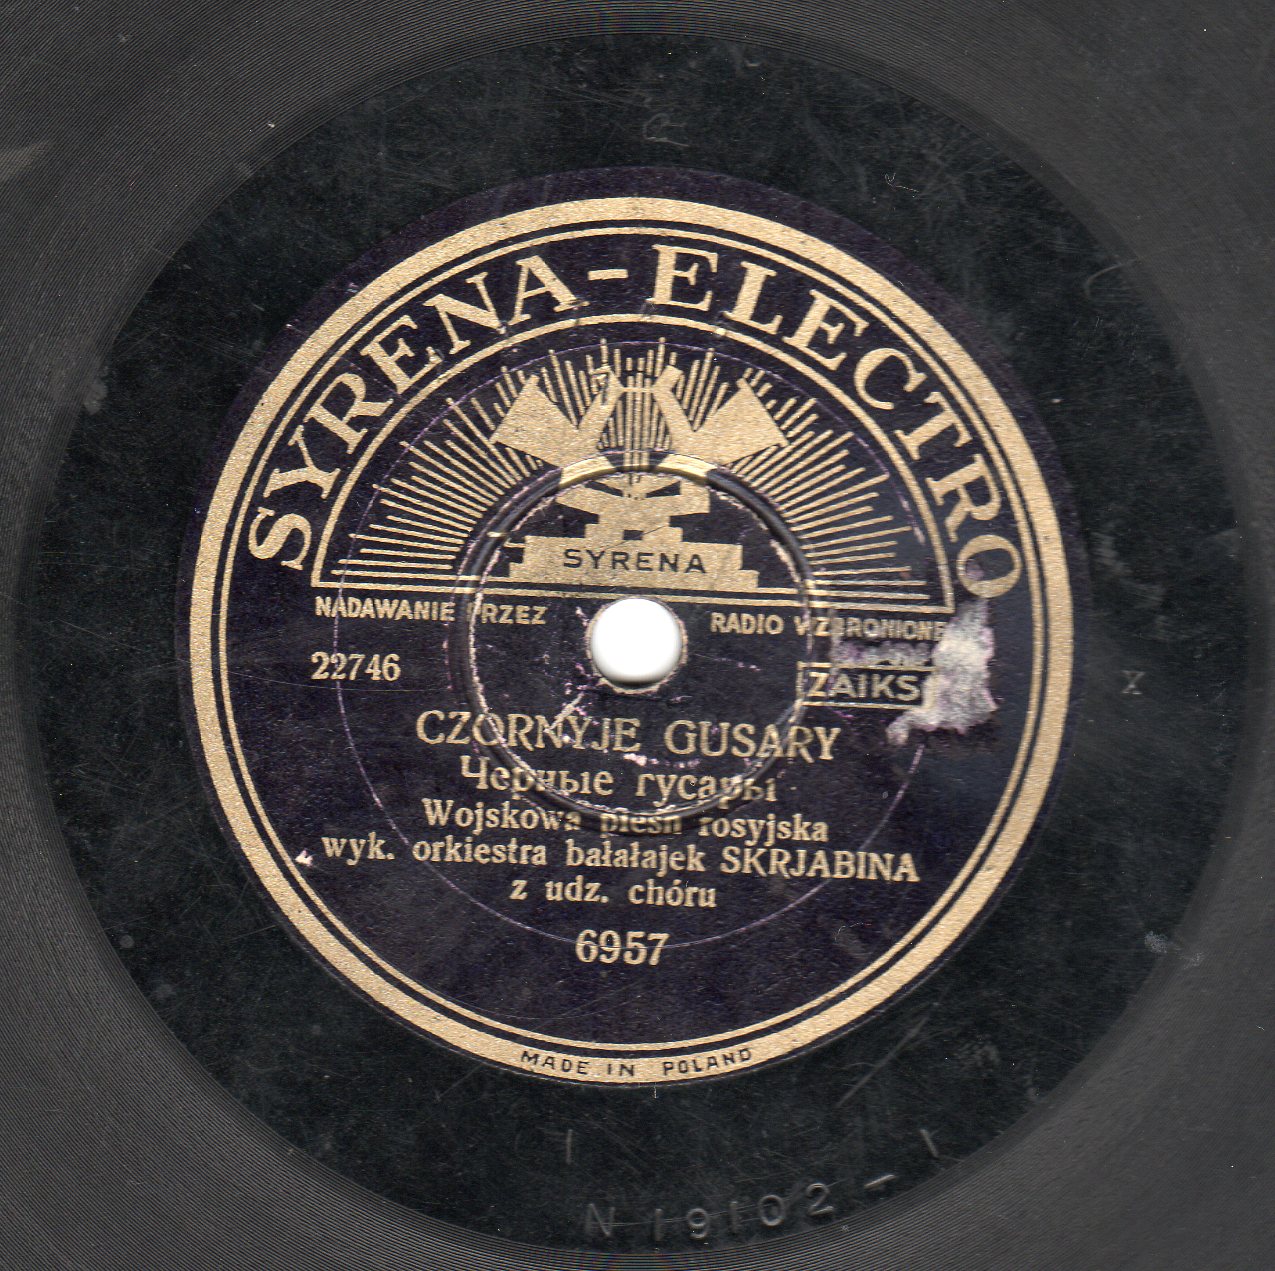 SYRENA-ELECTRO
SYRENA
NADAWANIE PRZEZ RADIO WZBRONIONE
22746
ZAIKS
CZORNYJE GUSARY
Черные гусары
Wojskowa pieśń rosyjska
wyk. orkiestra bałałajek SKRJABINA
z udz. chóru
6957
MADE IN POLAND
X
1
N 19102-1